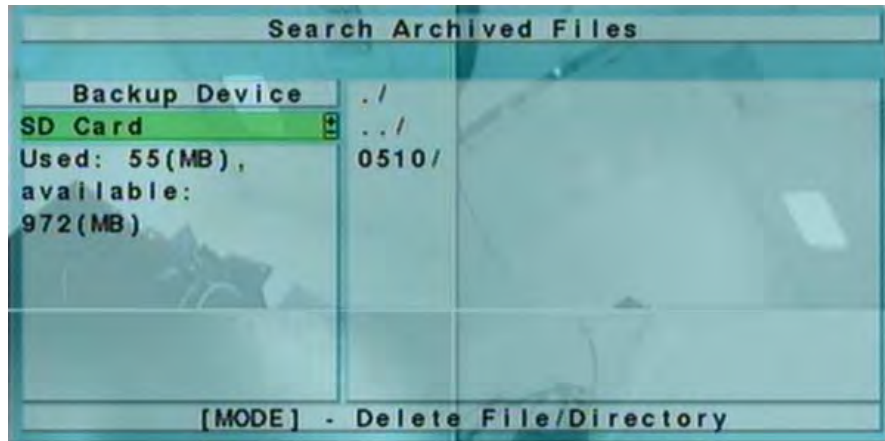 Search Archived Files
Backup Device
SD Card
Used: 55(MB),
available:
972(MB)
./
../
0510/
[MODE] - Delete File/Directory